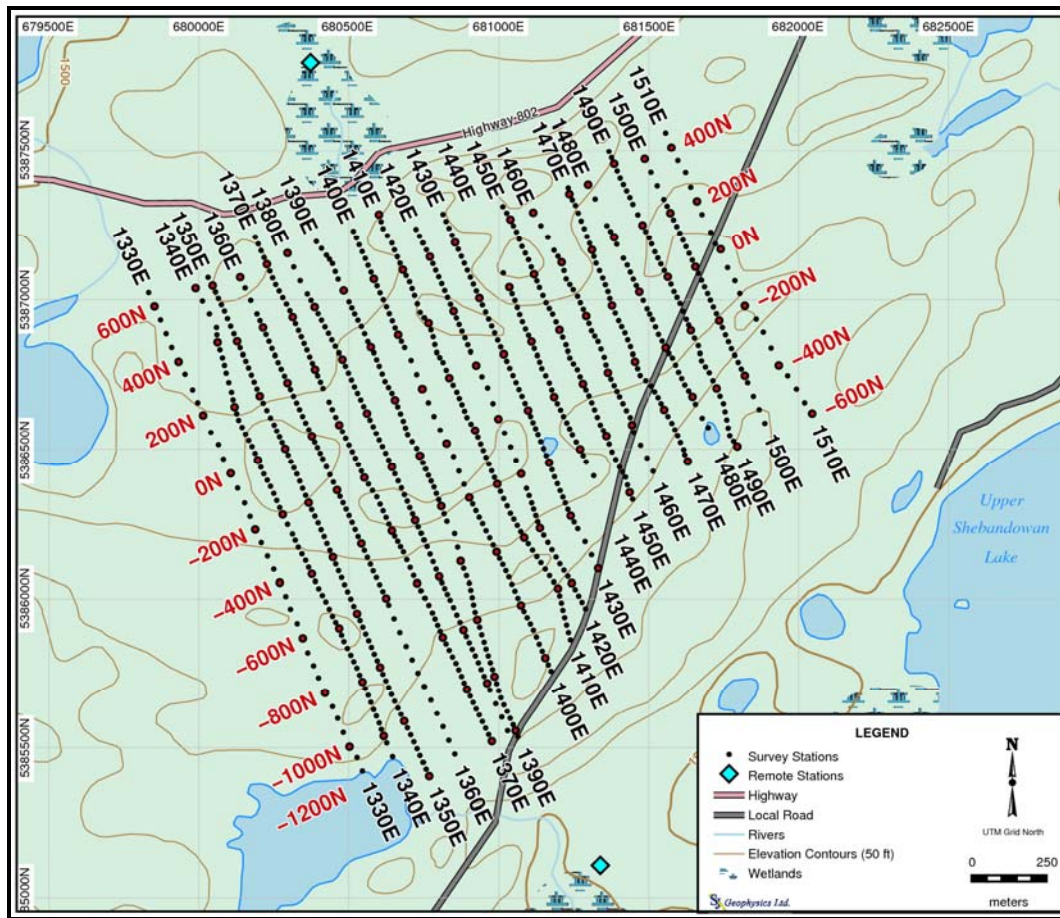 679500E 680000E 680500E 681000E 681500E 682000E 682500E
1500
Highway 802
5387500N
5387000N
5386500N
5386000N
5385500N
85000N
1330E
1340E
1350E
1360E
1370E
1380E
1390E
1400E
1410E
1420E
1430E
1440E
1450E
1460E
1470E
1480E
1490E
1500E
1510E
400N
200N
0N
–200N
–400N
–600N
600N
400N
200N
0N
–200N
–400N
–600N
–800N
–1000N
–1200N
1510E
1500E
1490E
1480E
1470E
1460E
1450E
1440E
1430E
1420E
1410E
1400E
1390E
1370E
1360E
1350E
1340E
1330E
Upper
Shebandowan
Lake
LEGEND
Survey Stations
Remote Stations
Highway
Local Road
Rivers
Elevation Contours (50 ft)
Wetlands
N
UTM Grid North
0 250
meters
SJ Geophysics Ltd.